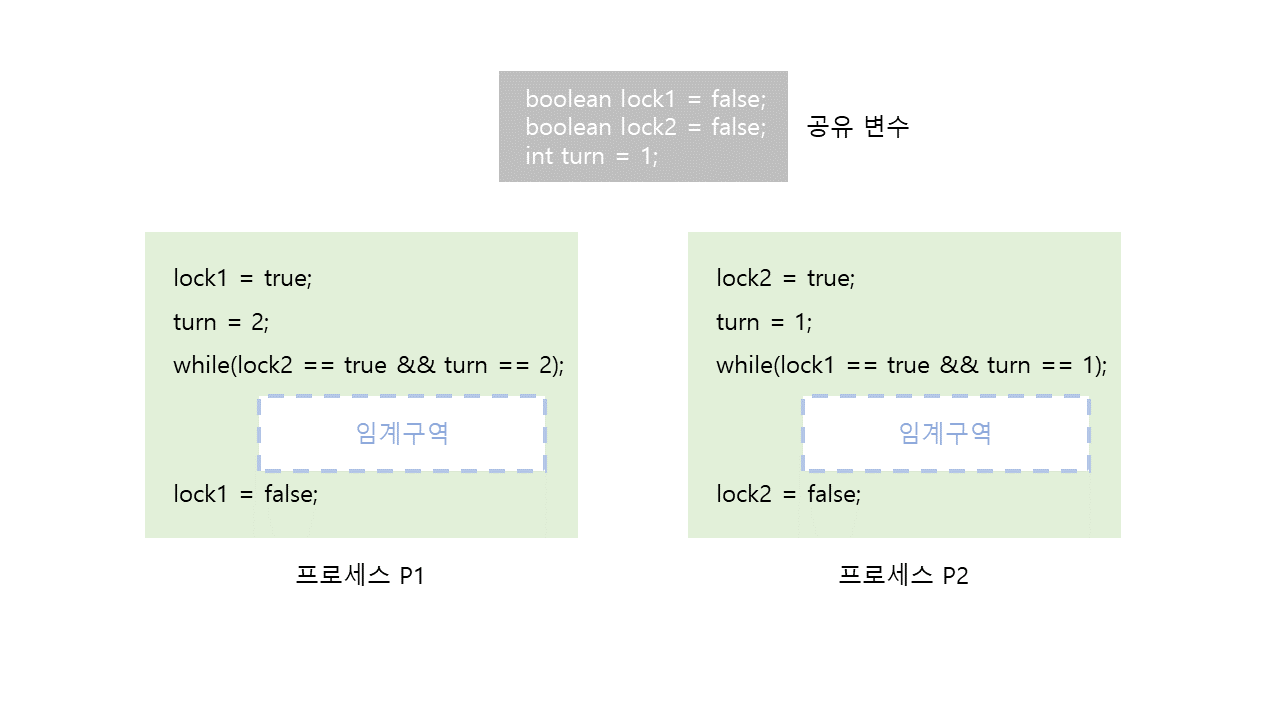 boolean lock1 = false;
boolean lock2 = false;
int turn = 1;
공유 변수
lock1 = true;
turn = 2;
while(lock2 == true && turn == 2);
임계구역
lock1 = false;
프로세스 P1
lock2 = true;
turn = 1;
while(lock1 == true && turn == 1);
임계구역
lock2 = false;
프로세스 P2